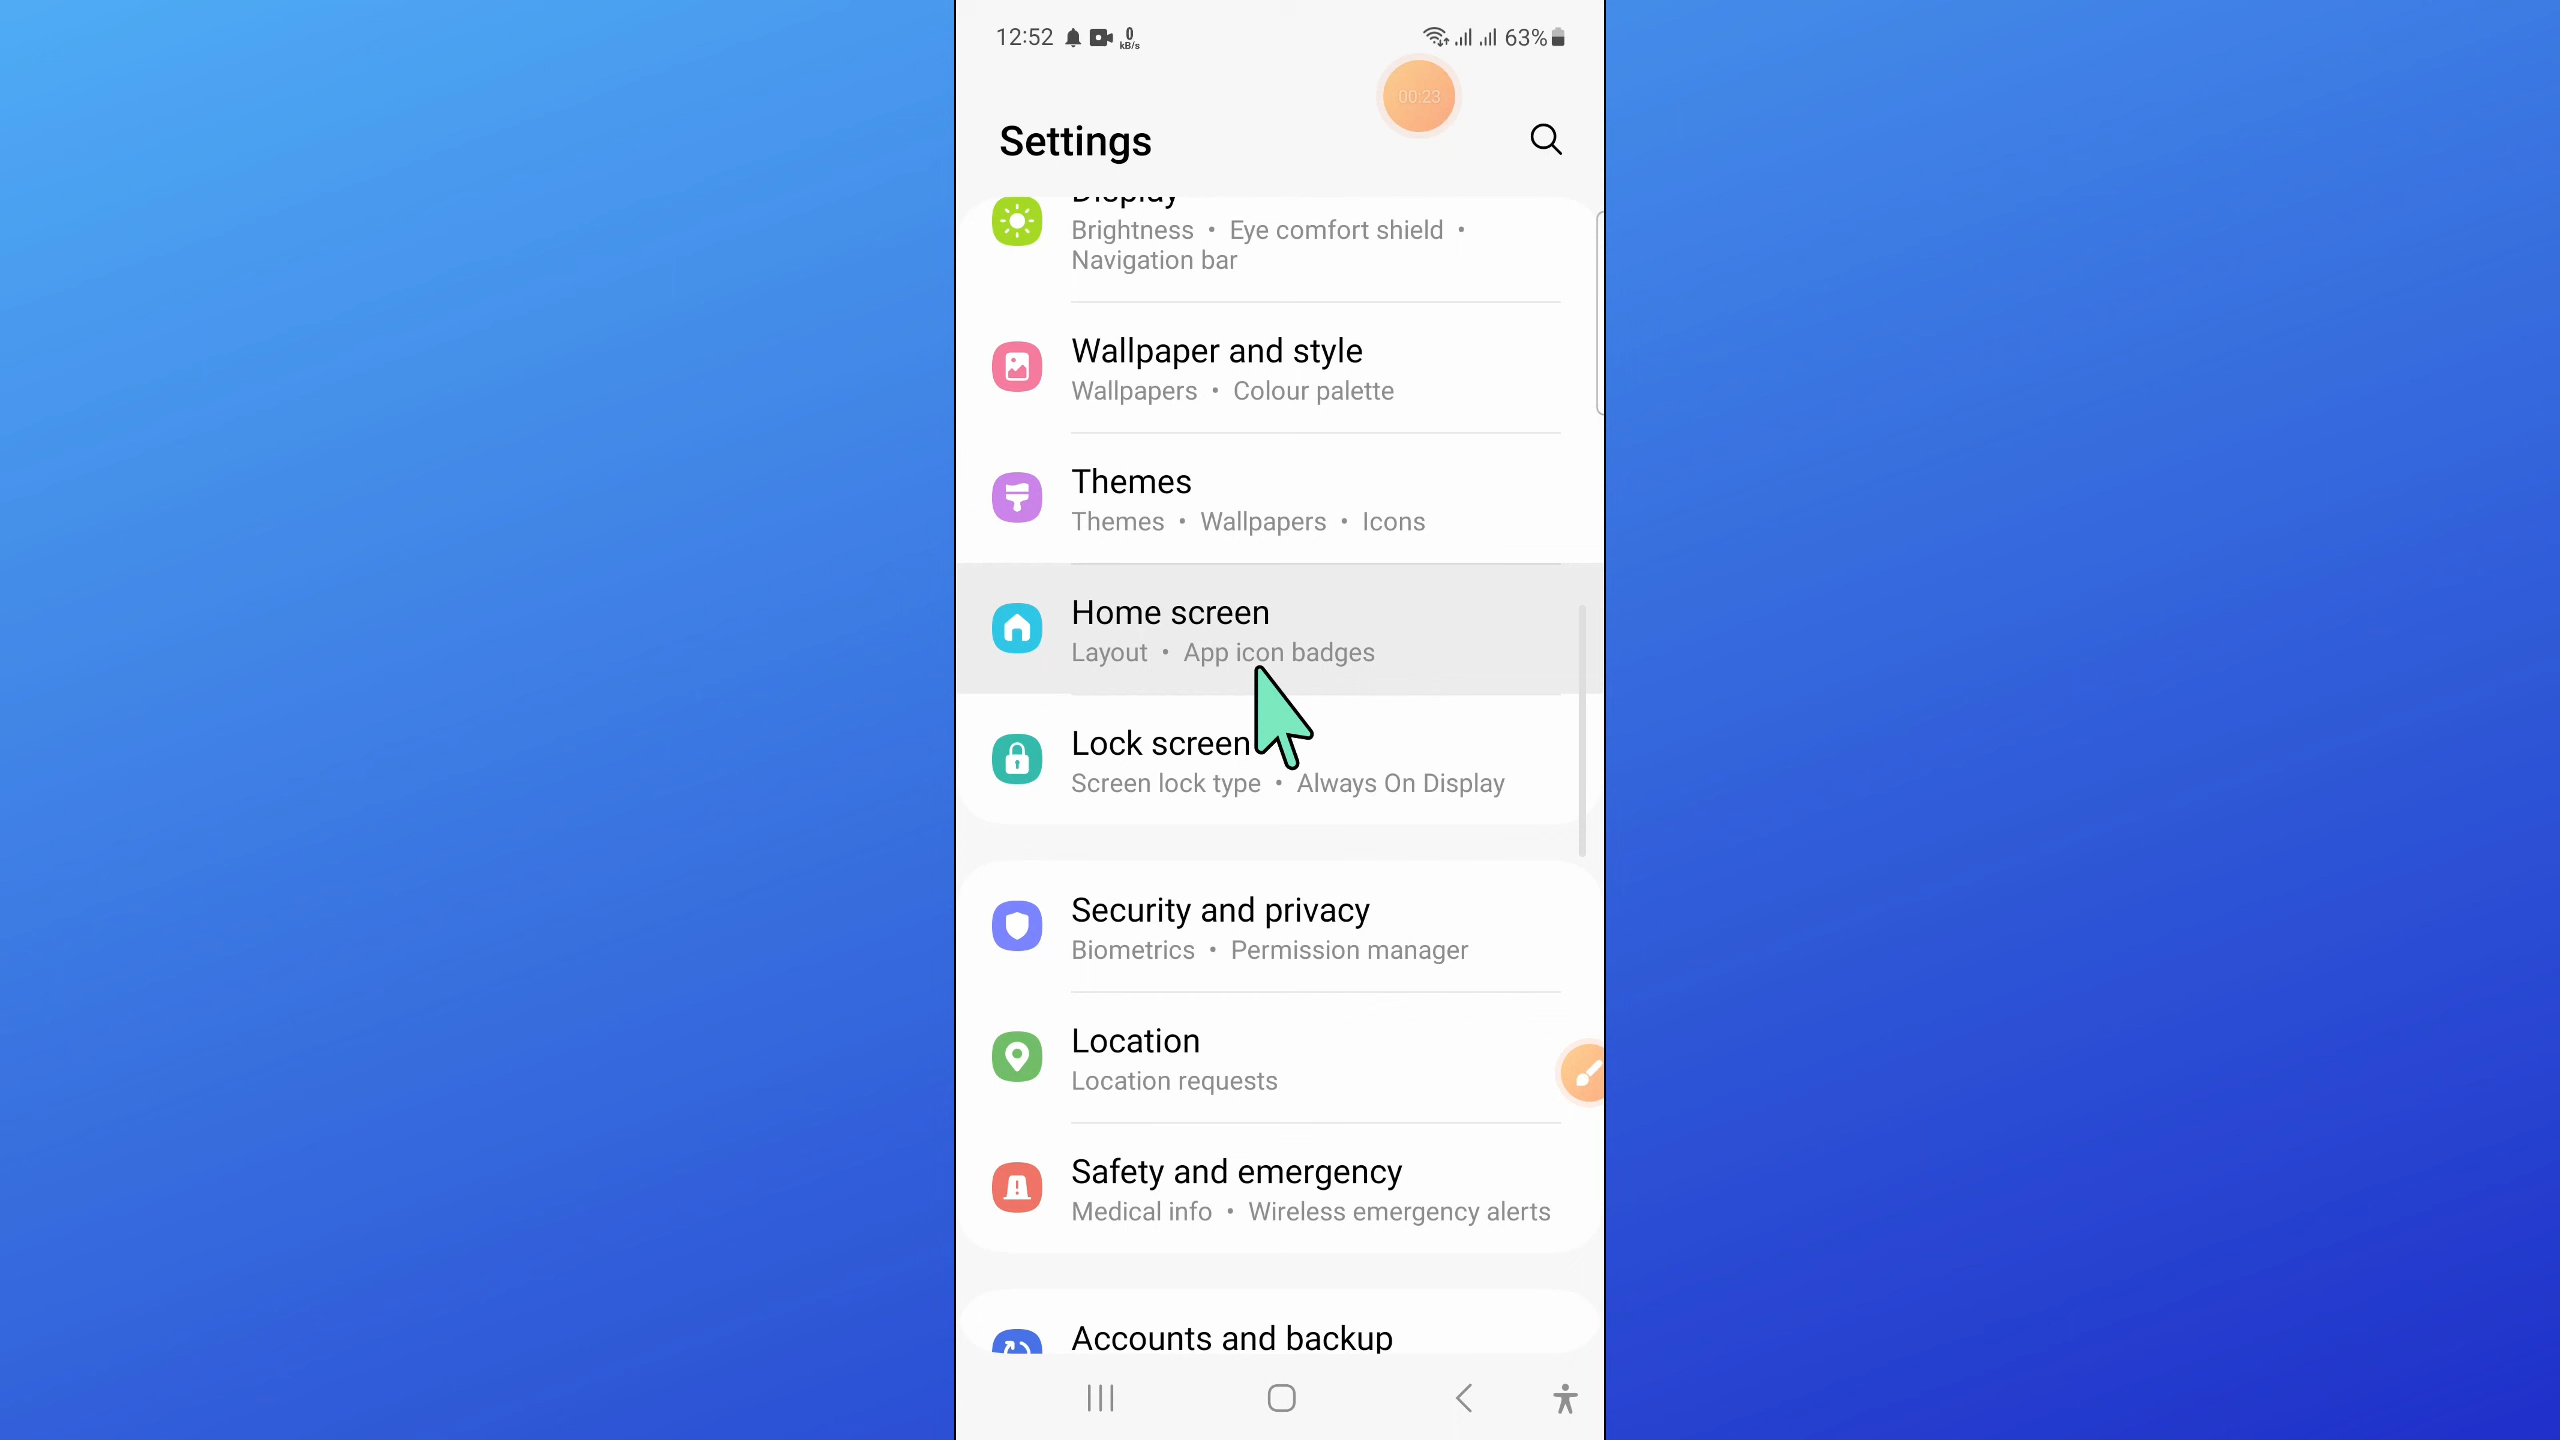 12:52 0 kB/s 63%
00:23
Settings
Display
Brightness • Eye comfort shield •
Navigation bar
Wallpaper and style
Wallpapers • Colour palette
Themes
Themes • Wallpapers • Icons
Home screen
Layout • App icon badges
Lock screen
Screen lock type • Always On Display
Security and privacy
Biometrics • Permission manager
Location
Location requests
Safety and emergency
Medical info • Wireless emergency alerts
Accounts and backup